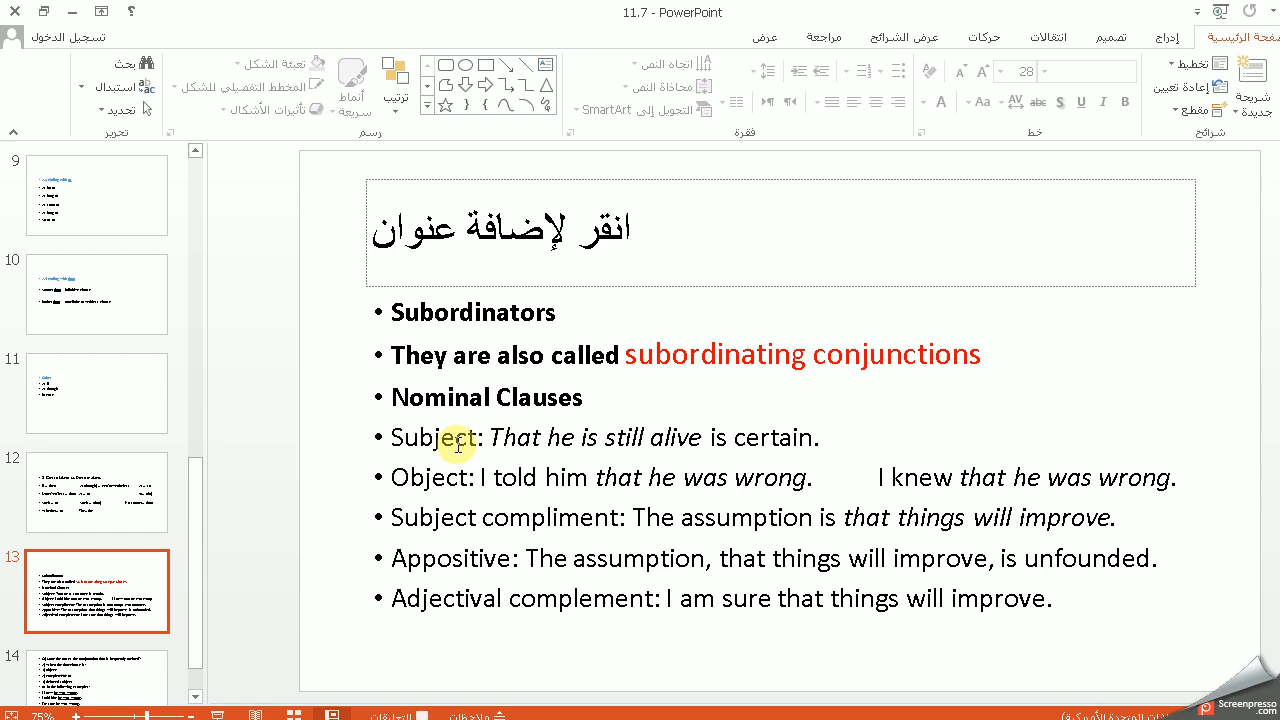 11.7 - PowerPoint
تسجيل الدخول
الصفحة الرئيسية إدراج تصميم انتقالات حركات عرض الشرائح مراجعة عرض
شريحة جديدة
تخطيط
إعادة تعيين
مقطع
شرائح
28
خط
اتجاه النص
محاذاة النص
التحويل إلى SmartArt
فقرة
ترتيب
أنماط سريعة
تعبئة الشكل
المخطط التفصيلي للشكل
تأثيرات الأشكال
رسم
بحث
استبدال
تحديد
تحرير
9
10
11
12
13
14
انقر لإضافة عنوان
• Subordinators
• They are also called subordinating conjunctions
• Nominal Clauses
• Subject: That he is still alive is certain.
• Object: I told him that he was wrong. I knew that he was wrong.
• Subject compliment: The assumption is that things will improve.
• Appositive: The assumption, that things will improve, is unfounded.
• Adjectival complement: I am sure that things will improve.
75%
التعليقات
ملاحظات
Screenpresso
.com